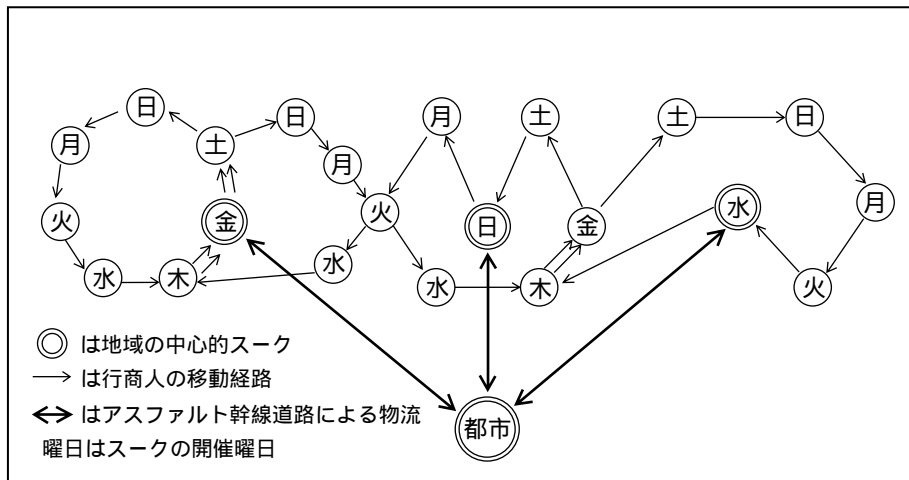 日
土
日
月
土
土
日
月
土
月
月
火
金
火
日
金
水
月
水
木
水
水
木
火
は地域の中心的スーク
は行商人の移動経路
はアスファルト幹線道路による物流
都市
曜日はスークの開催曜日